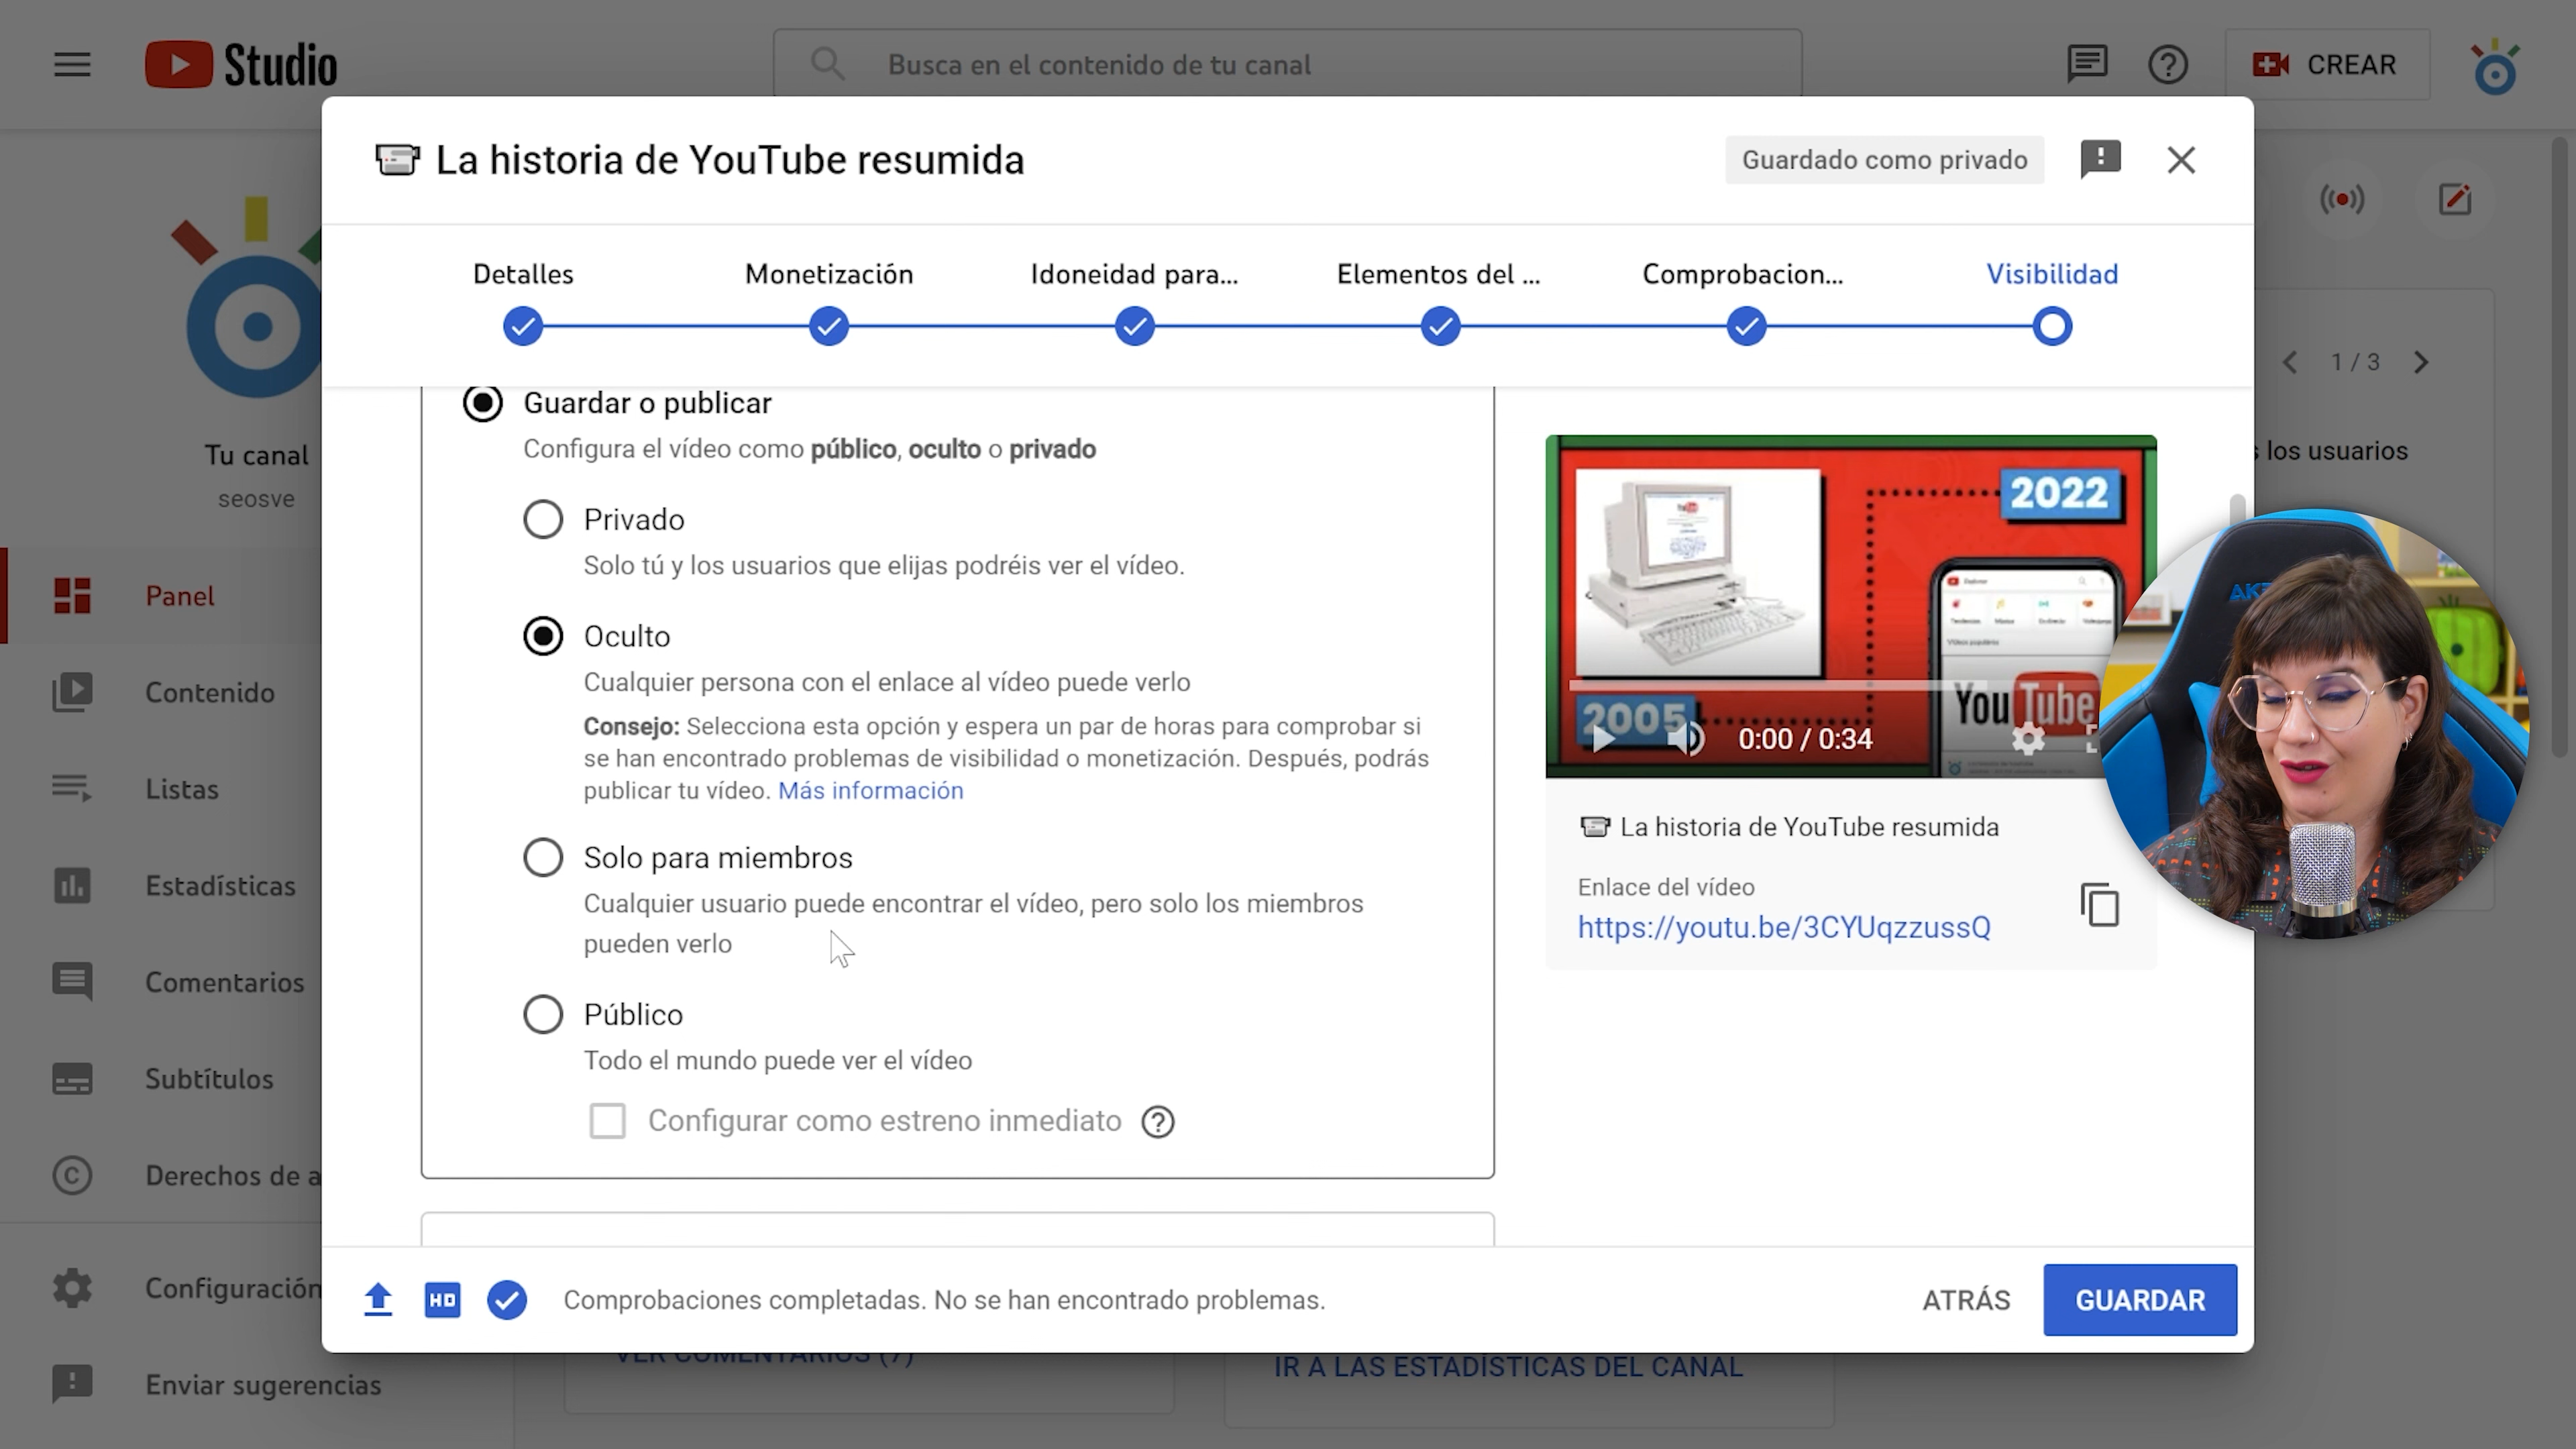 Studio
Busca en el contenido de tu canal
CREAR
La historia de YouTube resumida
Guardado como privado
Detalles
Monetización
Idoneidad para...
Elementos del ...
Comprobacion...
Visibilidad
1 / 3
Tu canal
seosve
s los usuarios
Panel
Contenido
Listas
Estadísticas
Comentarios
Subtítulos
Derechos de a
Configuración
Enviar sugerencias
Guardar o publicar
Configura el vídeo como público, oculto o privado
Privado
Solo tú y los usuarios que elijas podréis ver el vídeo.
Oculto
Cualquier persona con el enlace al vídeo puede verlo
Consejo: Selecciona esta opción y espera un par de horas para comprobar si
se han encontrado problemas de visibilidad o monetización. Después, podrás
publicar tu vídeo. Más información
Solo para miembros
Cualquier usuario puede encontrar el vídeo, pero solo los miembros
pueden verlo
Público
Todo el mundo puede ver el vídeo
Configurar como estreno inmediato
2022
YouTube
2005
0:00 / 0:34
La historia de YouTube resumida
Enlace del vídeo
https://youtu.be/3CYUqzzussQ
HD
Comprobaciones completadas. No se han encontrado problemas.
ATRÁS
GUARDAR
VER COMENTARIOS (7)
IR A LAS ESTADÍSTICAS DEL CANAL